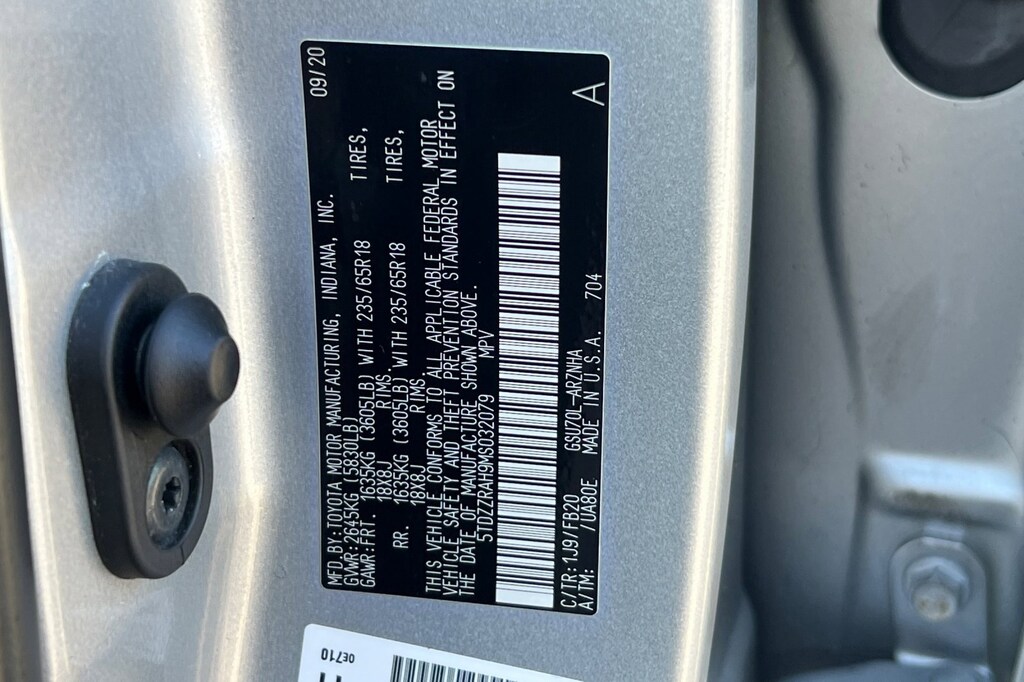 MFD.BY:TOYOTA MOTOR MANUFACTURING, INDIANA, INC. 09/20
GVWR:2645KG (5830LB)
GAWR:FRT. 1635KG (3605LB) WITH 235/65R18 TIRES,
18X8J RIMS.
RR. 1635KG (3605LB) WITH 235/65R18 TIRES,
18X8J RIMS
THIS VEHICLE CONFORMS TO ALL APPLICABLE FEDERAL MOTOR
VEHICLE SAFETY AND THEFT PREVENTION STANDARDS IN EFFECT ON
THE DATE OF MANUFACTURE SHOWN ABOVE.
5TDZZRAH9MS032079 MPV
C/TR:1J9/FB20 GSU70L-ARZNHA
A/TM: /UA80E MADE IN U.S.A. 704 A
0E710